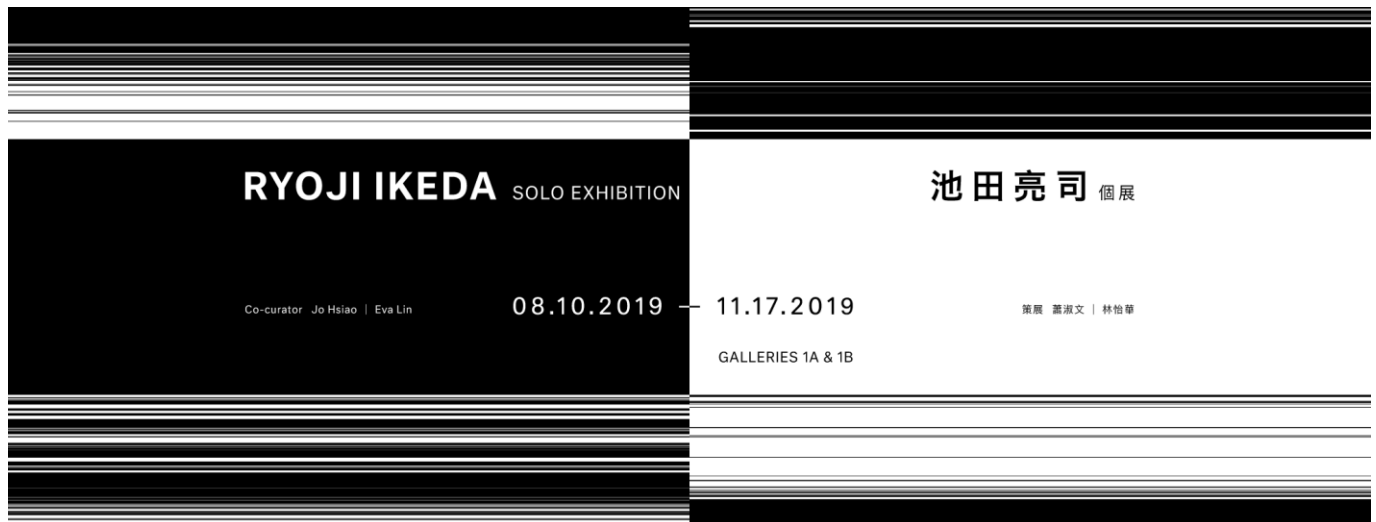 RYOJI IKEDA SOLO EXHIBITION
池田亮司 個展
Co-curator Jo Hsiao | Eva Lin
08.10.2019 – 11.17.2019
策展 蕭淑文 | 林怡華
GALLERIES 1A & 1B